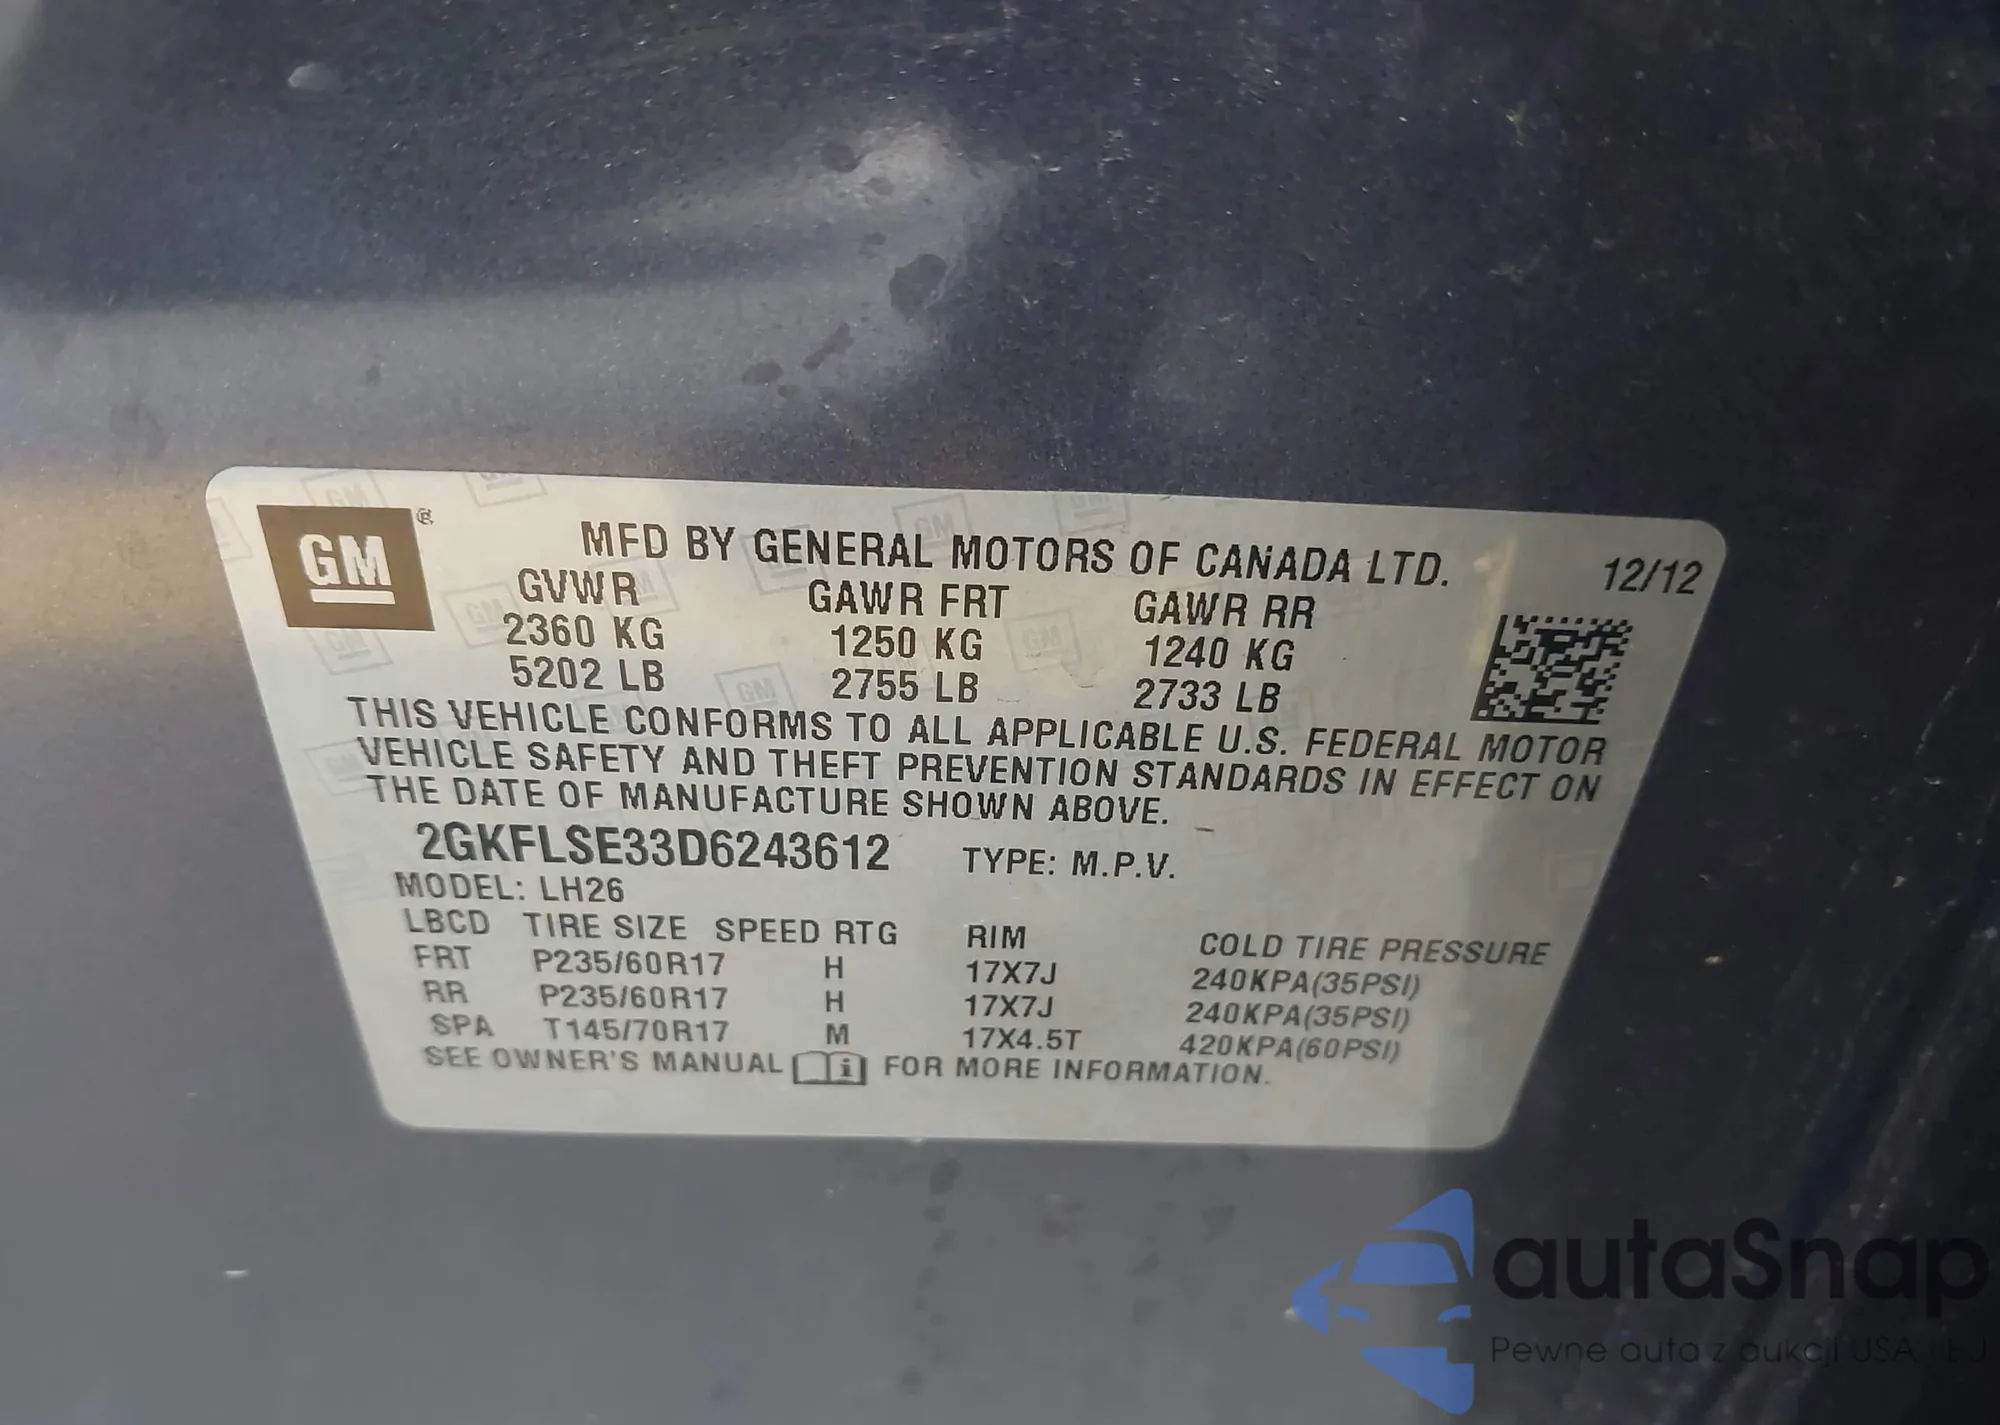 GM ®
MFD BY GENERAL MOTORS OF CANADA LTD. 12/12
GVWR GAWR FRT GAWR RR
2360 KG 1250 KG 1240 KG
5202 LB 2755 LB 2733 LB
THIS VEHICLE CONFORMS TO ALL APPLICABLE U.S. FEDERAL MOTOR
VEHICLE SAFETY AND THEFT PREVENTION STANDARDS IN EFFECT ON
THE DATE OF MANUFACTURE SHOWN ABOVE.
2GKFLSE33D6243612 TYPE: M.P.V.
MODEL: LH26
LBCD TIRE SIZE SPEED RTG RIM COLD TIRE PRESSURE
FRT P235/60R17 H 17X7J 240KPA(35PSI)
RR P235/60R17 H 17X7J 240KPA(35PSI)
SPA T145/70R17 M 17X4.5T 420KPA(60PSI)
SEE OWNER'S MANUAL i FOR MORE INFORMATION.
autaSnap
Pewne auta z aukcji USA